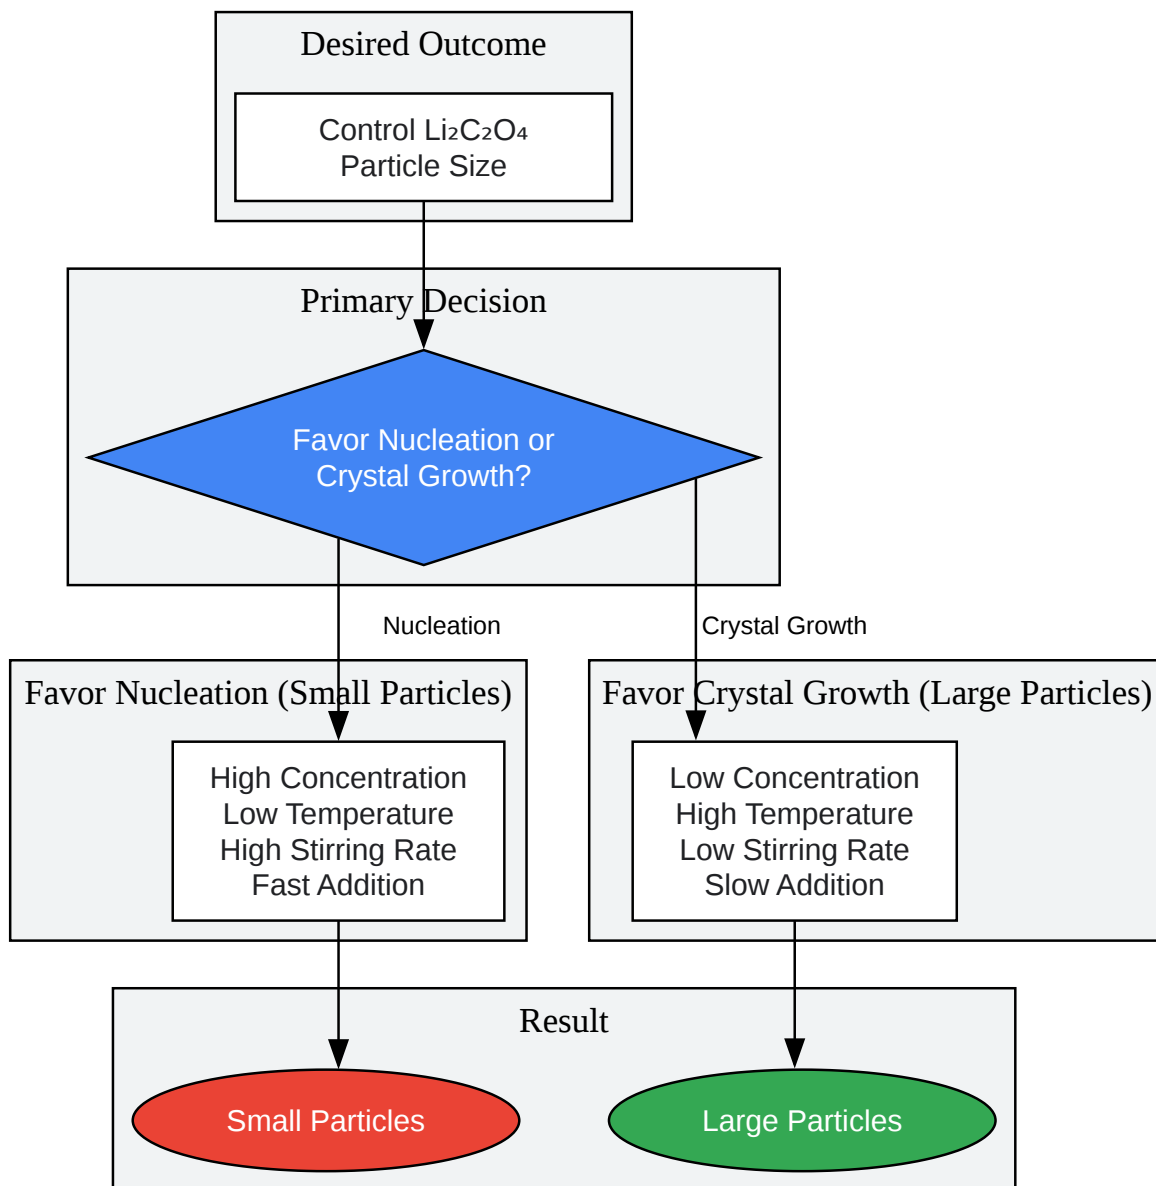 Desired Outcome
Control Li₂C₂O₄
Particle Size
Primary Decision
Favor Nucleation or
Crystal Growth?
Nucleation
Crystal Growth
Favor Nucleation (Small Particles)
High Concentration
Low Temperature
High Stirring Rate
Fast Addition
Favor Crystal Growth (Large Particles)
Low Concentration
High Temperature
Low Stirring Rate
Slow Addition
Result
Small Particles
Large Particles